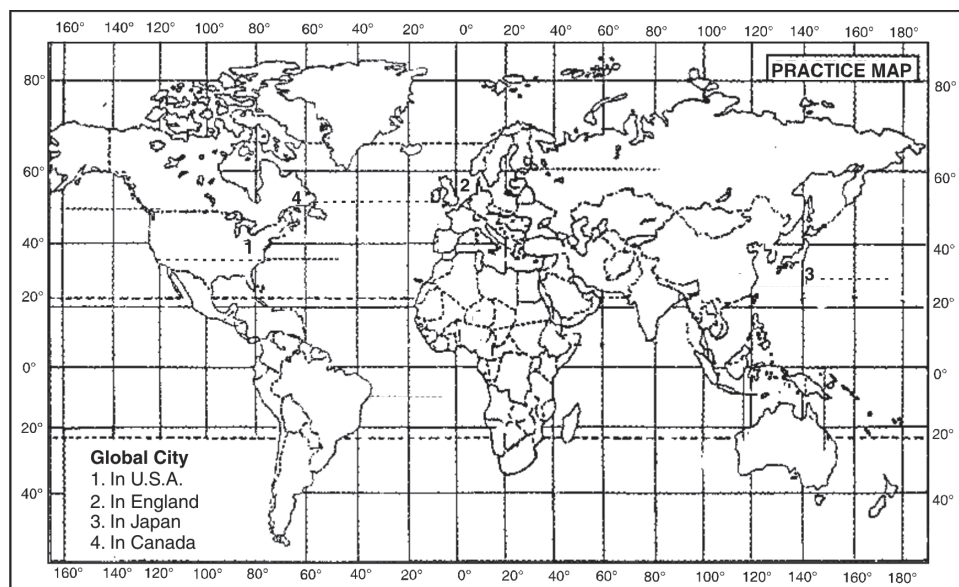 160° 140° 120° 100° 80° 60° 40° 20° 0° 20° 40° 60° 80° 100° 120° 140° 160° 180°
PRACTICE MAP
80° 80°
60° 60°
2
4
1
40° 40°
3
20° 20°
0° 0°
20° 20°
Global City
1. In U.S.A.
2. In England
3. In Japan
4. In Canada
40° 40°
160° 140° 120° 100° 80° 60° 40° 20° 0° 20° 40° 60° 80° 100° 120° 140° 160° 180°